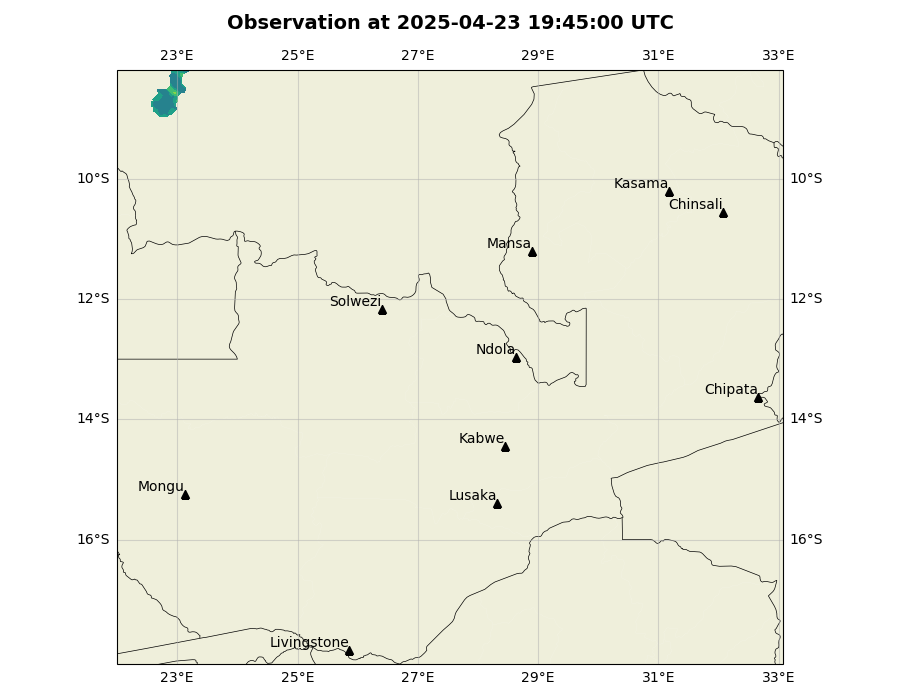 Observation at 2025-04-23 19:45:00 UTC
23°E 25°E 27°E 29°E 31°E 33°E
10°S 10°S
Kasama
Chinsali
Mansa
12°S 12°S
Solwezi
Ndola
Chipata
14°S 14°S
Kabwe
Mongu
Lusaka
16°S 16°S
Livingstone
23°E 25°E 27°E 29°E 31°E 33°E